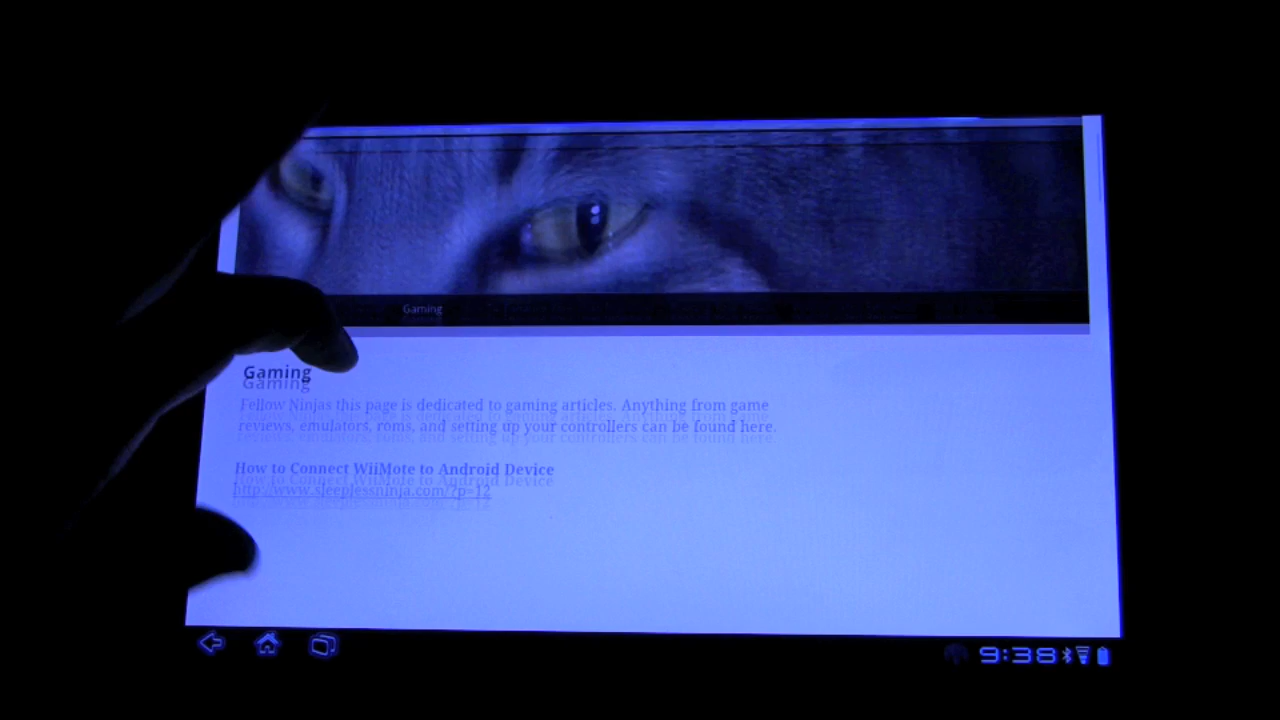 Gaming
Gaming
Fellow Ninjas this page is dedicated to gaming articles. Anything from game
reviews, emulators, roms, and setting up your controllers can be found here.
How to Connect WiiMote to Android Device
http://www.sleeplessninja.com/?p=12
9:38